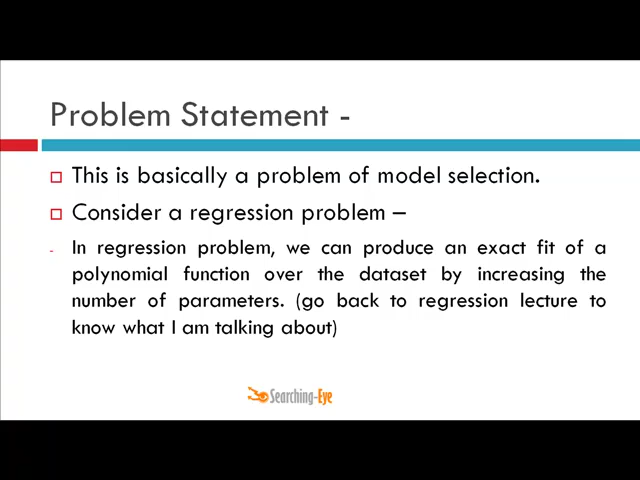 Problem Statement -
This is basically a problem of model selection.
Consider a regression problem –
- In regression problem, we can produce an exact fit of a
polynomial function over the dataset by increasing the
number of parameters. (go back to regression lecture to
know what I am talking about)
Searching-Eye